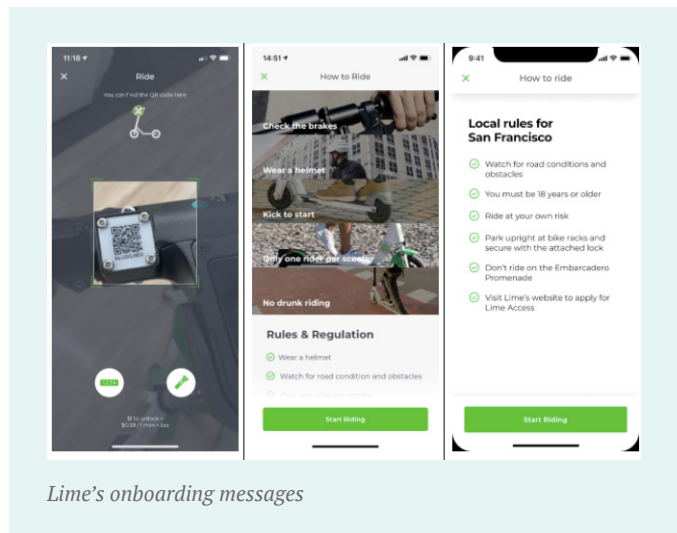 11:18
Ride
You can find the QR code here
$1 to unlock +
$0.39 / 1 min + tax
14:51
How to Ride
Check the brakes
Wear a helmet
Kick to start
Only one rider per scooter
No drunk riding
Rules & Regulation
Wear a helmet
Watch for road condition and obstacles
Start Riding
9:41
How to ride
Local rules for
San Francisco
Watch for road conditions and
obstacles
You must be 18 years or older
Ride at your own risk
Park upright at bike racks and
secure with the attached lock
Don't ride on the Embarcadero
Promenade
Visit Lime's website to apply for
Lime Access
Start Riding
Lime's onboarding messages